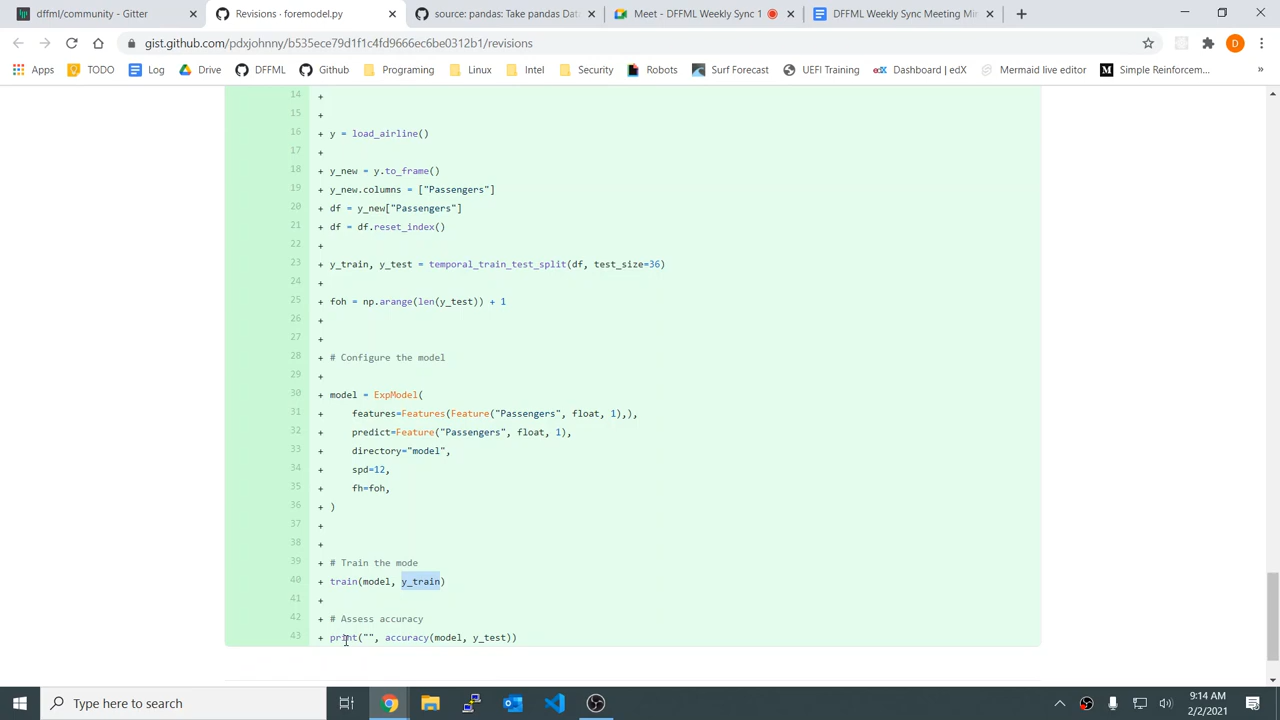 dffml/community - Gitter
Revisions · foremodel.py
source: pandas: Take pandas Dat
Meet - DFFML Weekly Sync 1
DFFML Weekly Sync Meeting Mi
gist.github.com/pdxjohnny/b535ece79d1f1c4fd9666ec6be0312b1/revisions
D
Apps TODO Log Drive DFFML Github Programing Linux Intel Security Robots Surf Forecast UEFI Training Dashboard | edX Mermaid live editor Simple Reinforcem... »
14 +
15 +
16 + y = load_airline()
17 +
18 + y_new = y.to_frame()
19 + y_new.columns = ["Passengers"]
20 + df = y_new["Passengers"]
21 + df = df.reset_index()
22 +
23 + y_train, y_test = temporal_train_test_split(df, test_size=36)
24 +
25 + foh = np.arange(len(y_test)) + 1
26 +
27 +
28 + # Configure the model
29 +
30 + model = ExpModel(
31 + features=Features(Feature("Passengers", float, 1),),
32 + predict=Feature("Passengers", float, 1),
33 + directory="model",
34 + spd=12,
35 + fh=foh,
36 + )
37 +
38 +
39 + # Train the mode
40 + train(model, y_train)
41 +
42 + # Assess accuracy
43 + print("", accuracy(model, y_test))
Type here to search
9:14 AM
2/2/2021